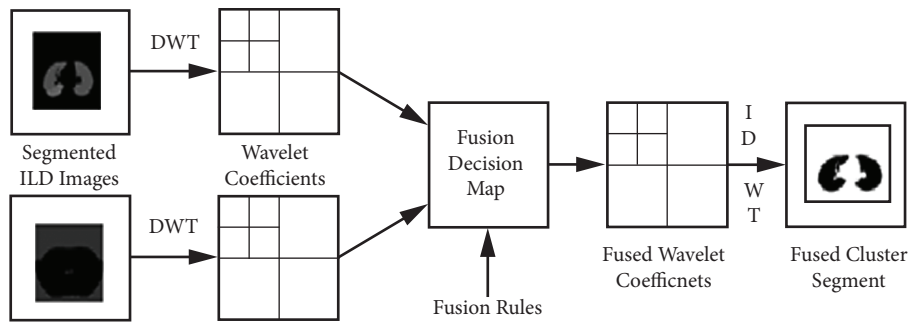 DWT
Segmented
ILD Images
Wavelet
Coefficients
DWT
Fusion
Decision
Map
Fusion Rules
I
D
W
T
Fused Wavelet
Coefficnets
Fused Cluster
Segment